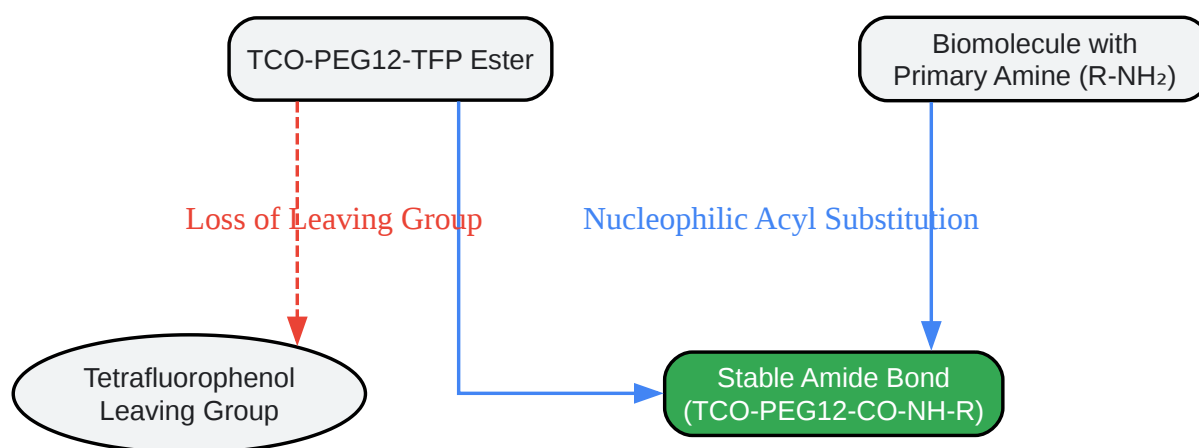 TCO-PEG12-TFP Ester
Biomolecule with
Primary Amine (R-NH₂)
Loss of Leaving Group
Nucleophilic Acyl Substitution
Tetrafluorophenol
Leaving Group
Stable Amide Bond
(TCO-PEG12-CO-NH-R)